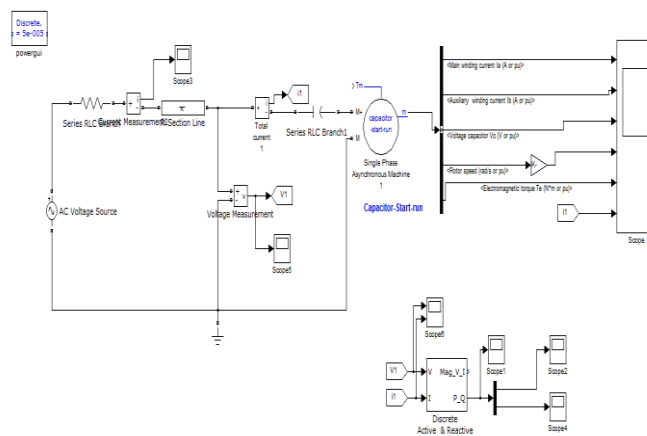 Discrete,
s = 5e-005
powergui
Scope3
Series RLC Branch
Current Measurement
Section Line
Total
current
1
i1
Series RLC Branch1
Tm
M+
M
m
capacitor
-start-run
Single Phase
Asynchronous Machine
1
Capacitor-Start-run
<Main winding current Ia (A or pu)>
<Auxiliary winding current Ib (A or pu)>
<Voltage capacitor Vc (V or pu)>
<Rotor speed (rad/s or pu)>
K-
<Electromagnetic torque Te (N*m or pu)>
i1
Scope
AC Voltage Source
+
-
v
Voltage Measurement
V1
Scope5
Scope6
V1
i1
V
I
Mag_V_I
P_Q
Discrete
Active & Reactive
Scope1
Scope2
Scope4